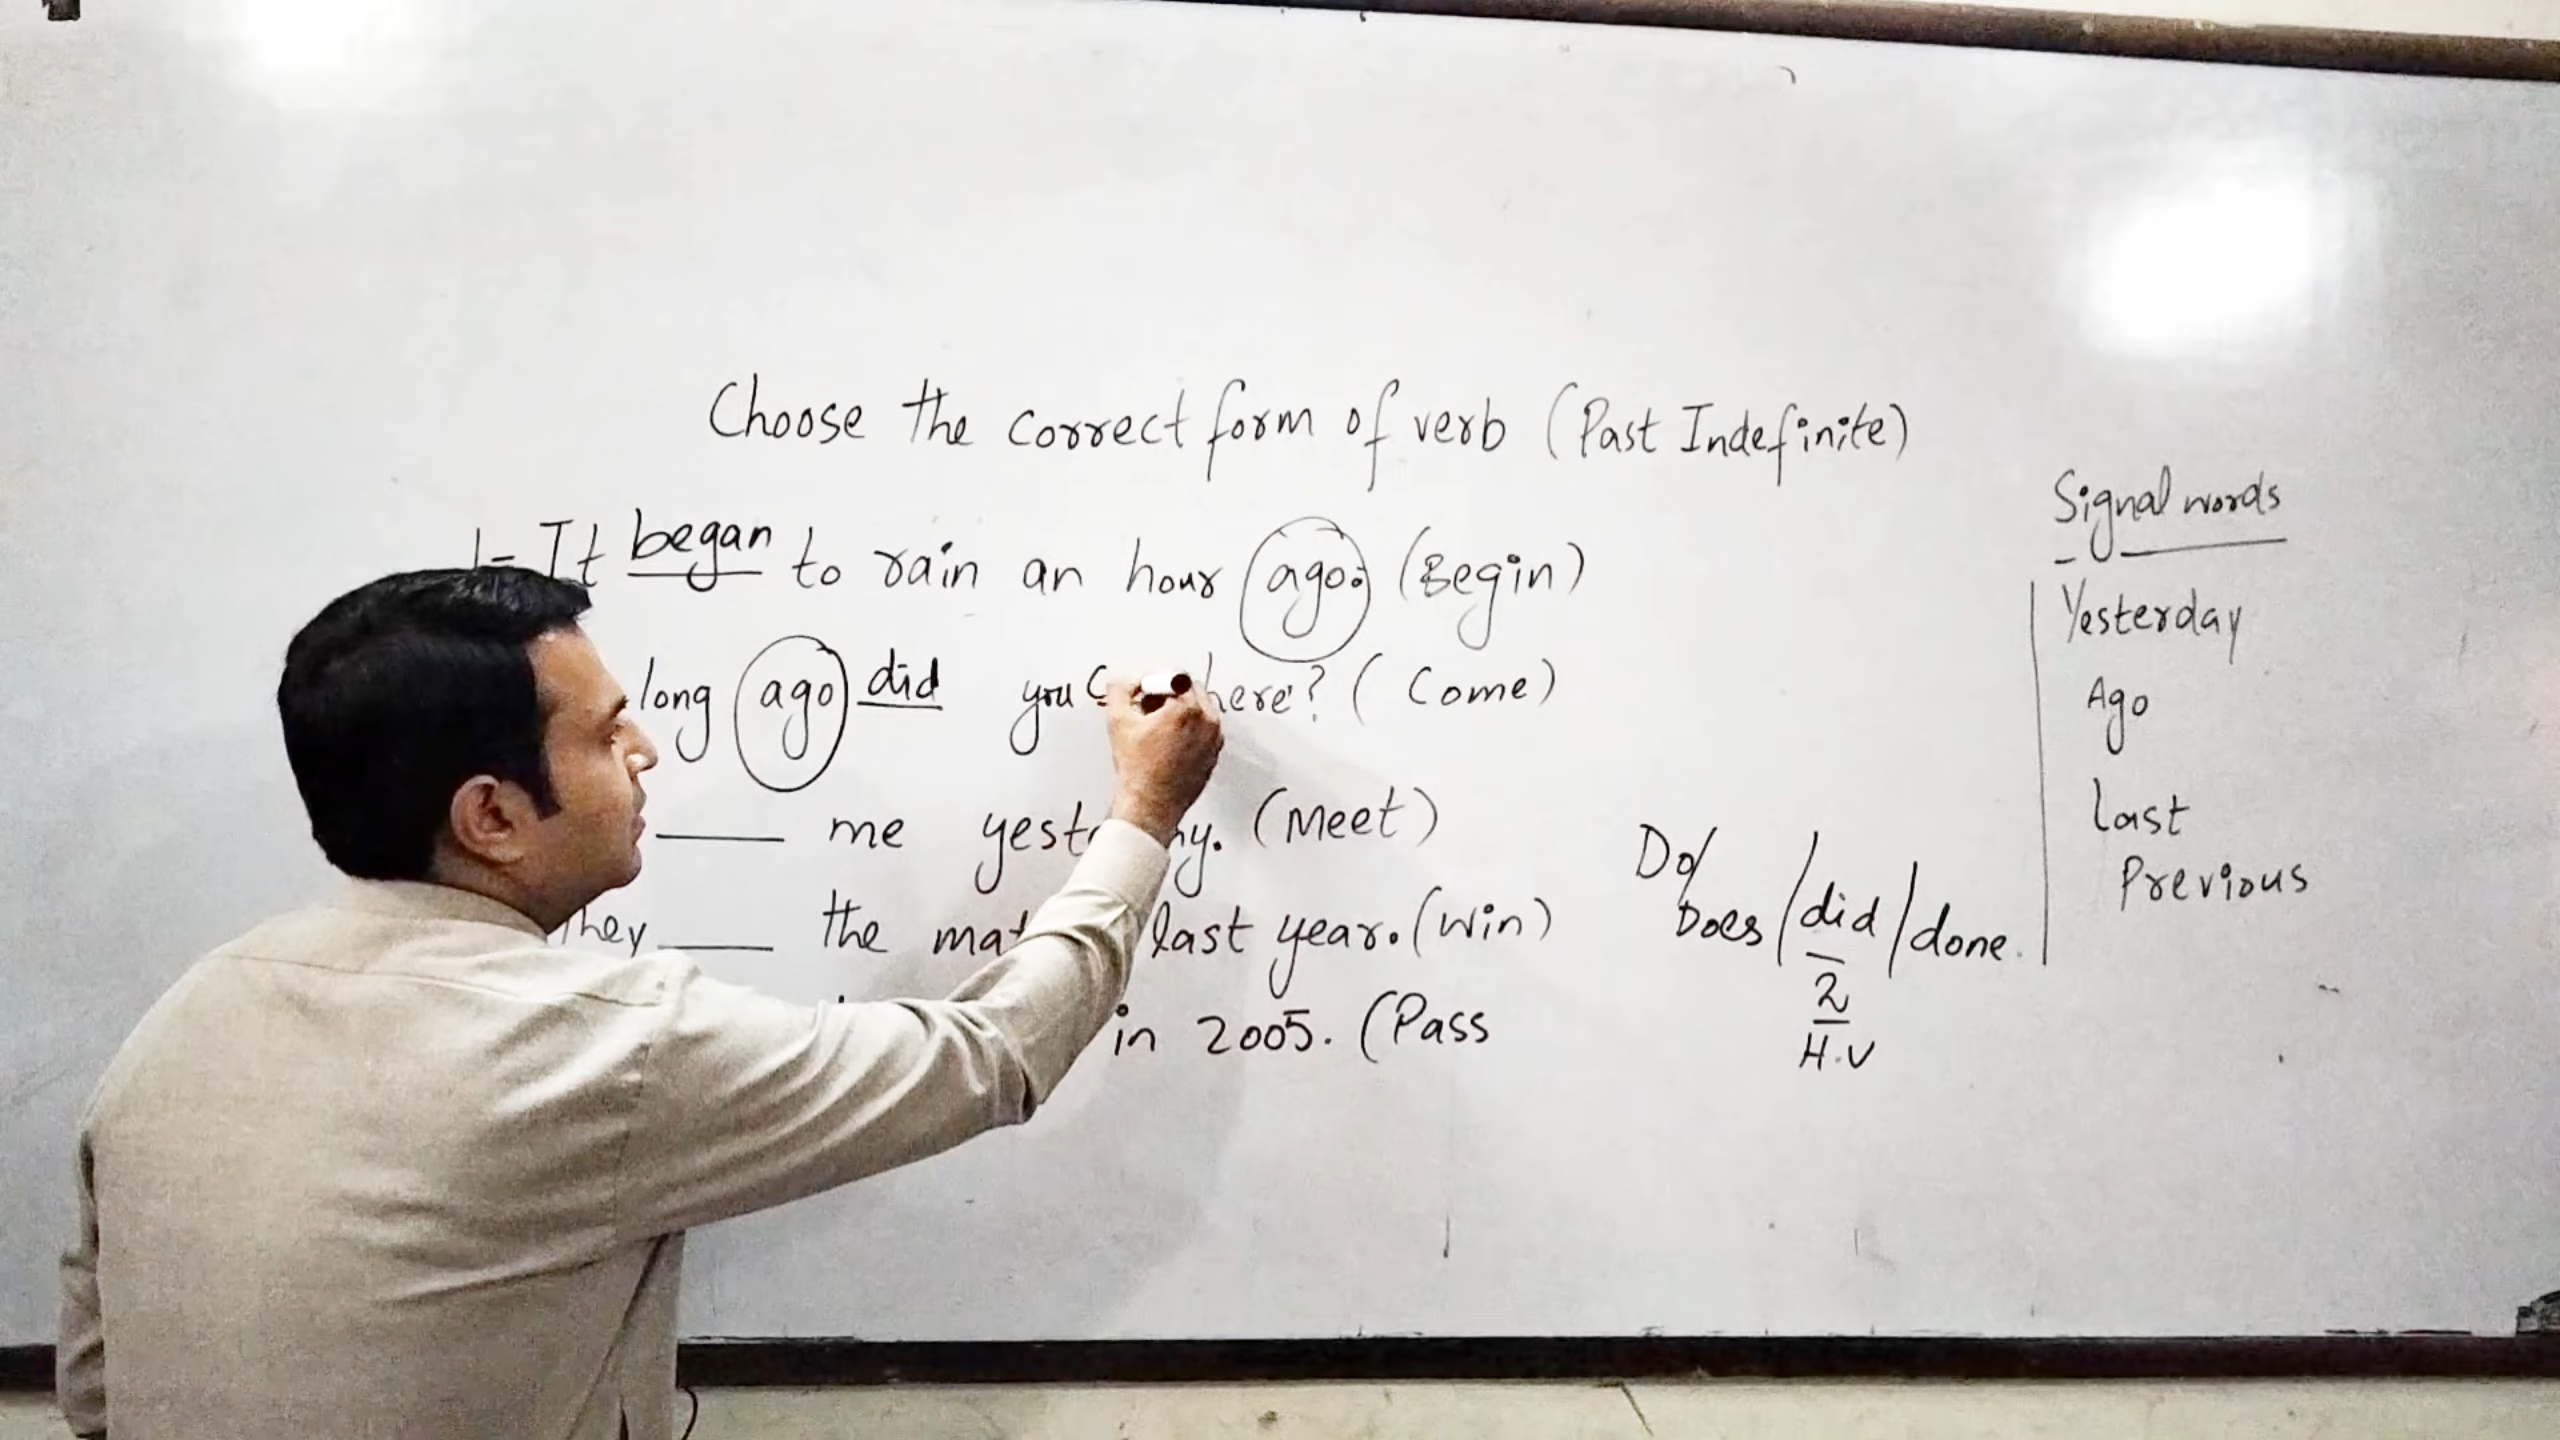 Choose the correct form of verb (Past Indefinite)
1- It began to rain an hour ago. (Begin)
long ago did you here? (Come)
me (Meet)
They ___ the last year. (Win)
in 2005. (Pass
Do/
Does/did/done.
2
H.V
Signal words
Yesterday
Ago
Last
Previous